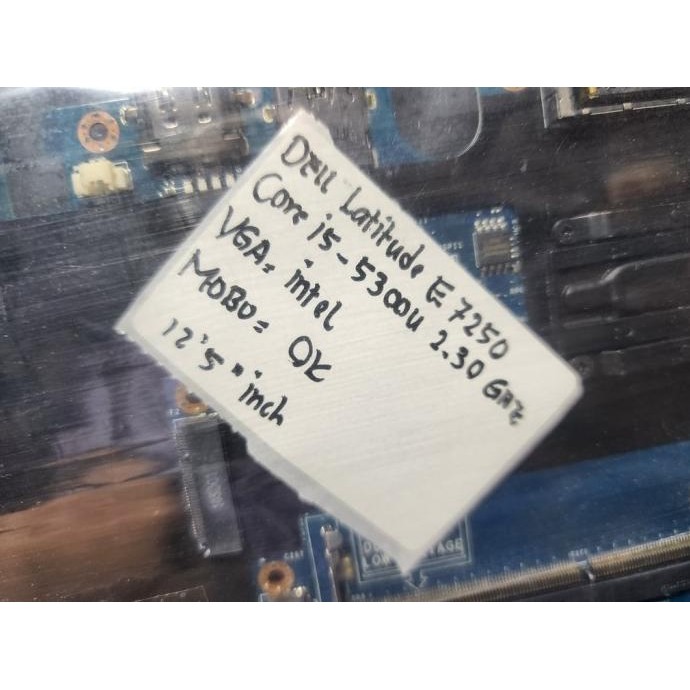 Dell Latitude E 7250
Core i5-5300U 2.30 GHz
VGA = intel
MOBO = OK
12'5" inch